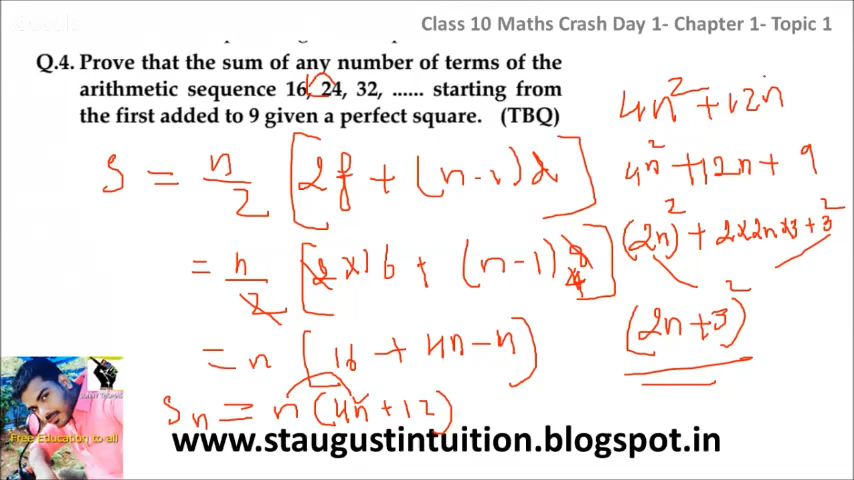 Class 10 Maths Crash Day 1- Chapter 1- Topic 1
Q.4. Prove that the sum of any number of terms of the
arithmetic sequence 16, 24, 32, ...... starting from
the first added to 9 given a perfect square. (TBQ)
S = n/2 [2f + (n-1)d]
= n/2 [2×16 + (n-1) 8 4]
= n [16 + 4n - n]
Sn = n (4n + 12)
4n² + 12n
4n² + 12n + 9
(2n)² + 2×2n×3 + 3²
(2n + 3)²
SUNNY THOMAS
Free Education to all
www.staugustintuition.blogspot.in